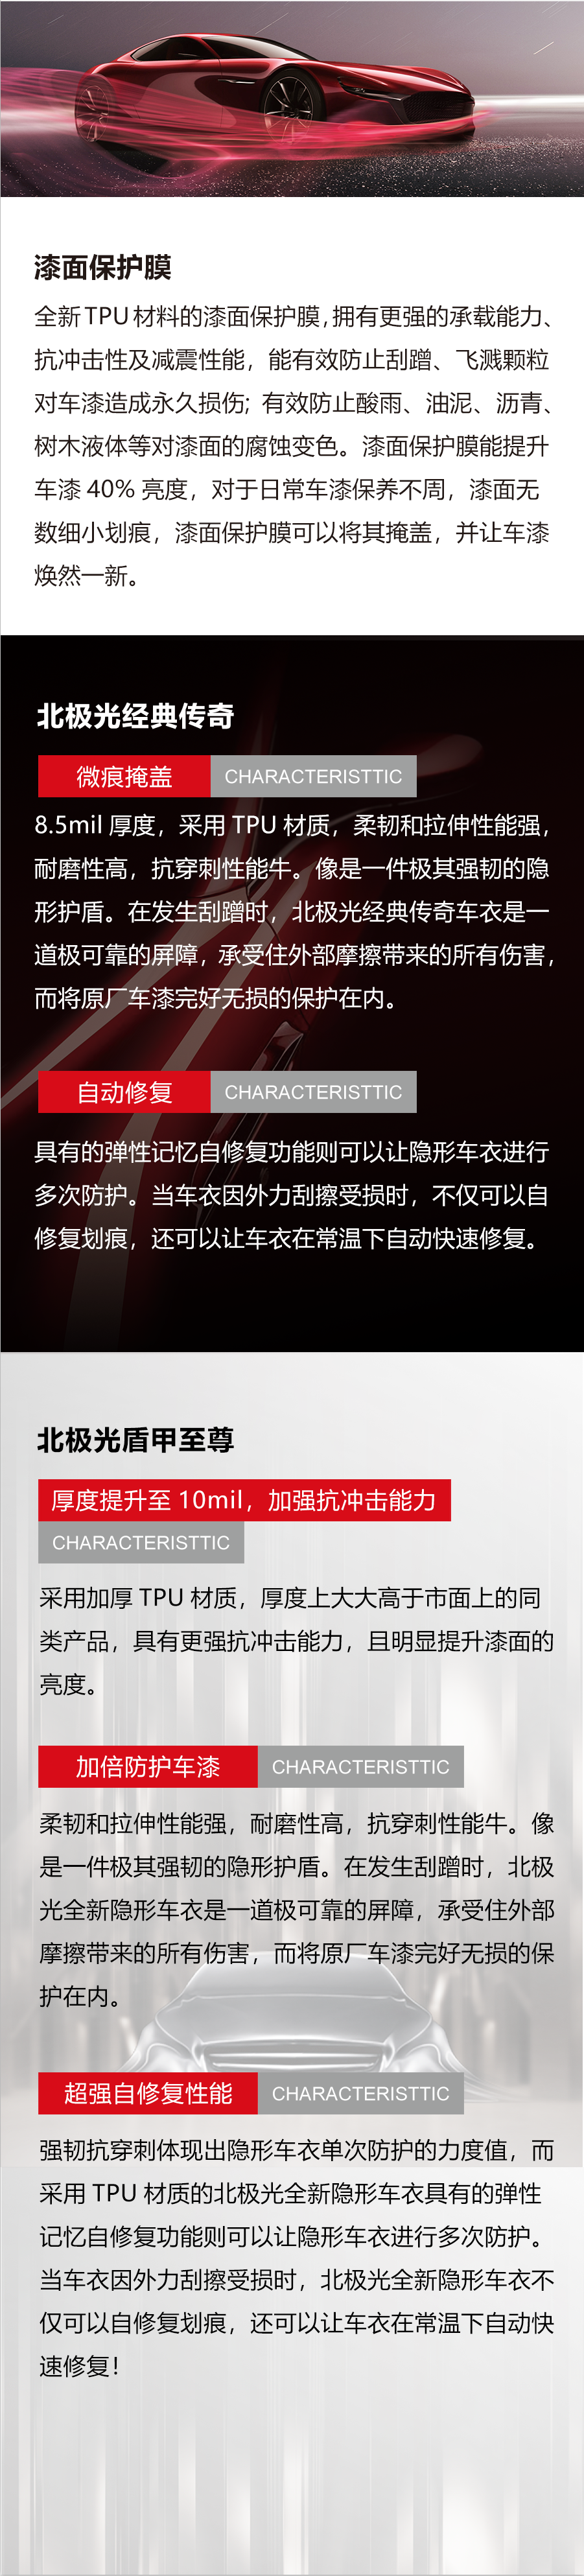 漆面保护膜
全新 TPU 材料的漆面保护膜，拥有更强的承载能力、
抗冲击性及减震性能，能有效防止刮蹭、飞溅颗粒
对车漆造成永久损伤；有效防止酸雨、油泥、沥青、
树木液体等对漆面的腐蚀变色。漆面保护膜能提升
车漆 40% 亮度，对于日常车漆保养不周，漆面无
数细小划痕，漆面保护膜可以将其掩盖，并让车漆
焕然一新。
北极光经典传奇
微痕掩盖 CHARACTERISTTIC
8.5mil 厚度，采用 TPU 材质，柔韧和拉伸性能强，
耐磨性高，抗穿刺性能牛。像是一件极其强韧的隐
形护盾。在发生刮蹭时，北极光经典传奇车衣是一
道极可靠的屏障，承受住外部摩擦带来的所有伤害，
而将原厂车漆完好无损的保护在内。
自动修复 CHARACTERISTTIC
具有的弹性记忆自修复功能则可以让隐形车衣进行
多次防护。当车衣因外力刮擦受损时，不仅可以自
修复划痕，还可以让车衣在常温下自动快速修复。
北极光盾甲至尊
厚度提升至 10mil，加强抗冲击能力
CHARACTERISTTIC
采用加厚 TPU 材质，厚度上大大高于市面上的同
类产品，具有更强抗冲击能力，且明显提升漆面的
亮度。
加倍防护车漆 CHARACTERISTTIC
柔韧和拉伸性能强，耐磨性高，抗穿刺性能牛。像
是一件极其强韧的隐形护盾。在发生刮蹭时，北极
光全新隐形车衣是一道极可靠的屏障，承受住外部
摩擦带来的所有伤害，而将原厂车漆完好无损的保
护在内。
超强自修复性能 CHARACTERISTTIC
强韧抗穿刺体现出隐形车衣单次防护的力度值，而
采用 TPU 材质的北极光全新隐形车衣具有的弹性
记忆自修复功能则可以让隐形车衣进行多次防护。
当车衣因外力刮擦受损时，北极光全新隐形车衣不
仅可以自修复划痕，还可以让车衣在常温下自动快
速修复！